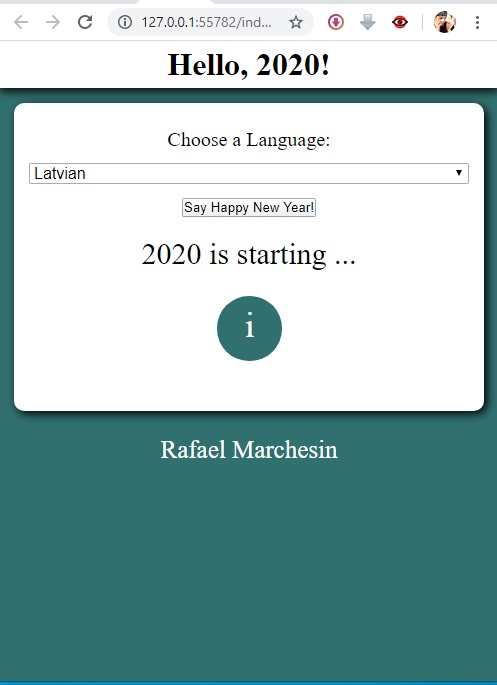 127.0.0.1:55782/ind...
Hello, 2020!
Choose a Language:
Latvian
Say Happy New Year!
2020 is starting ...
i
Rafael Marchesin